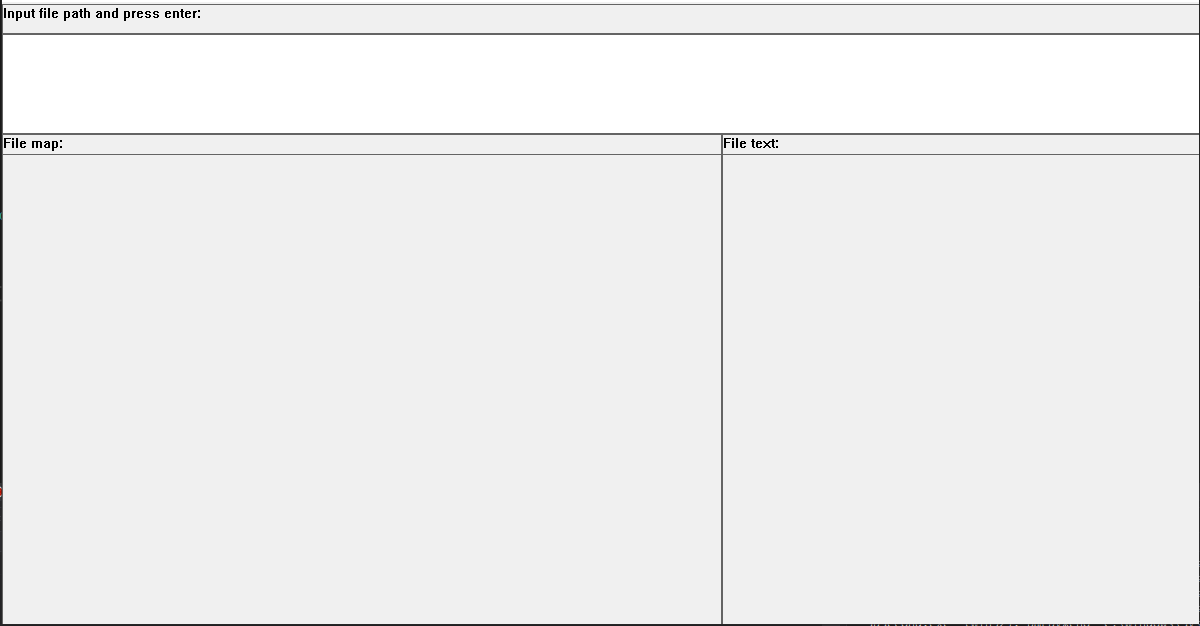 Input file path and press enter:
File map:
File text: